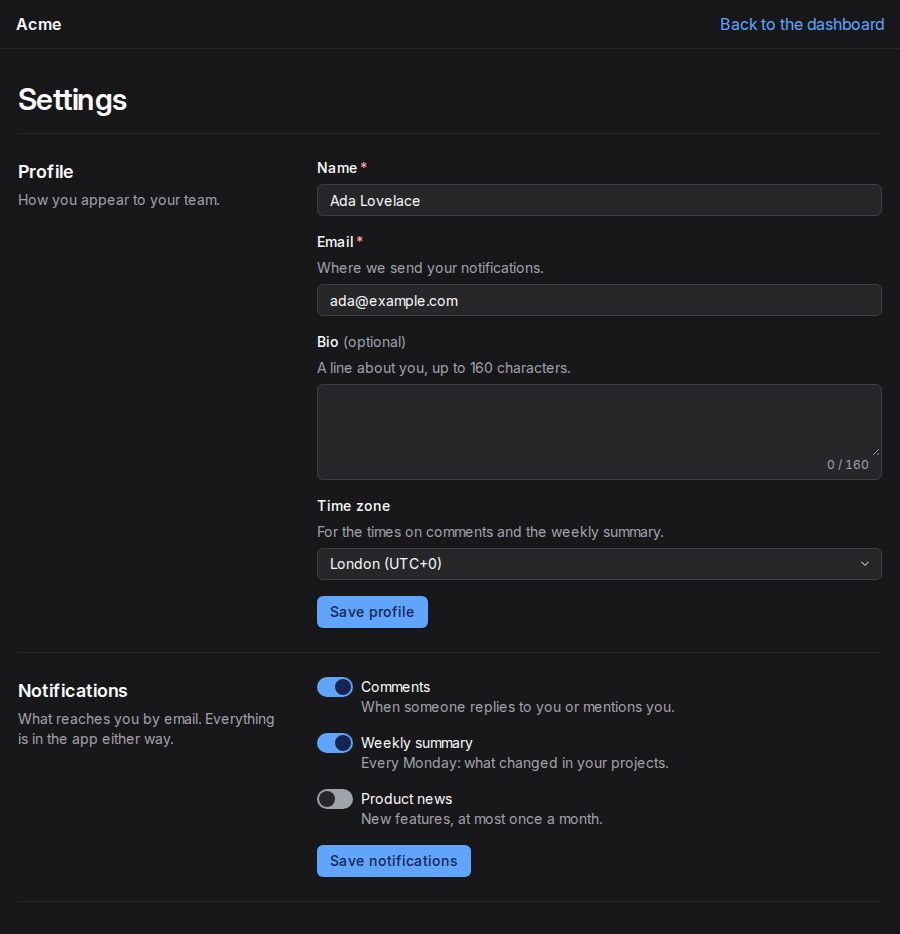 Acme
Back to the dashboard
Settings
Profile
How you appear to your team.
Name *
Ada Lovelace
Email *
Where we send your notifications.
ada@example.com
Bio (optional)
A line about you, up to 160 characters.
0 / 160
Time zone
For the times on comments and the weekly summary.
London (UTC+0)
Save profile
Notifications
What reaches you by email. Everything
is in the app either way.
Comments
When someone replies to you or mentions you.
Weekly summary
Every Monday: what changed in your projects.
Product news
New features, at most once a month.
Save notifications